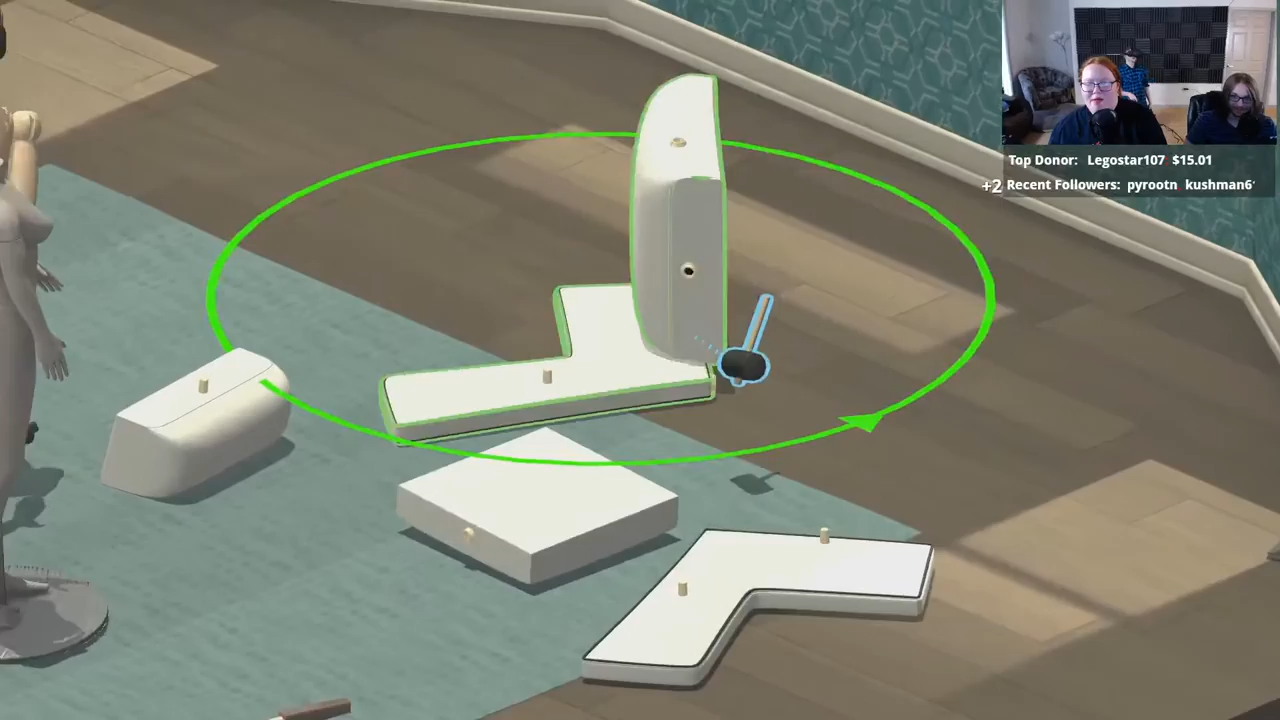 Top Donor: Legostar107 $15.01
+2 Recent Followers: pyrootn kushman6